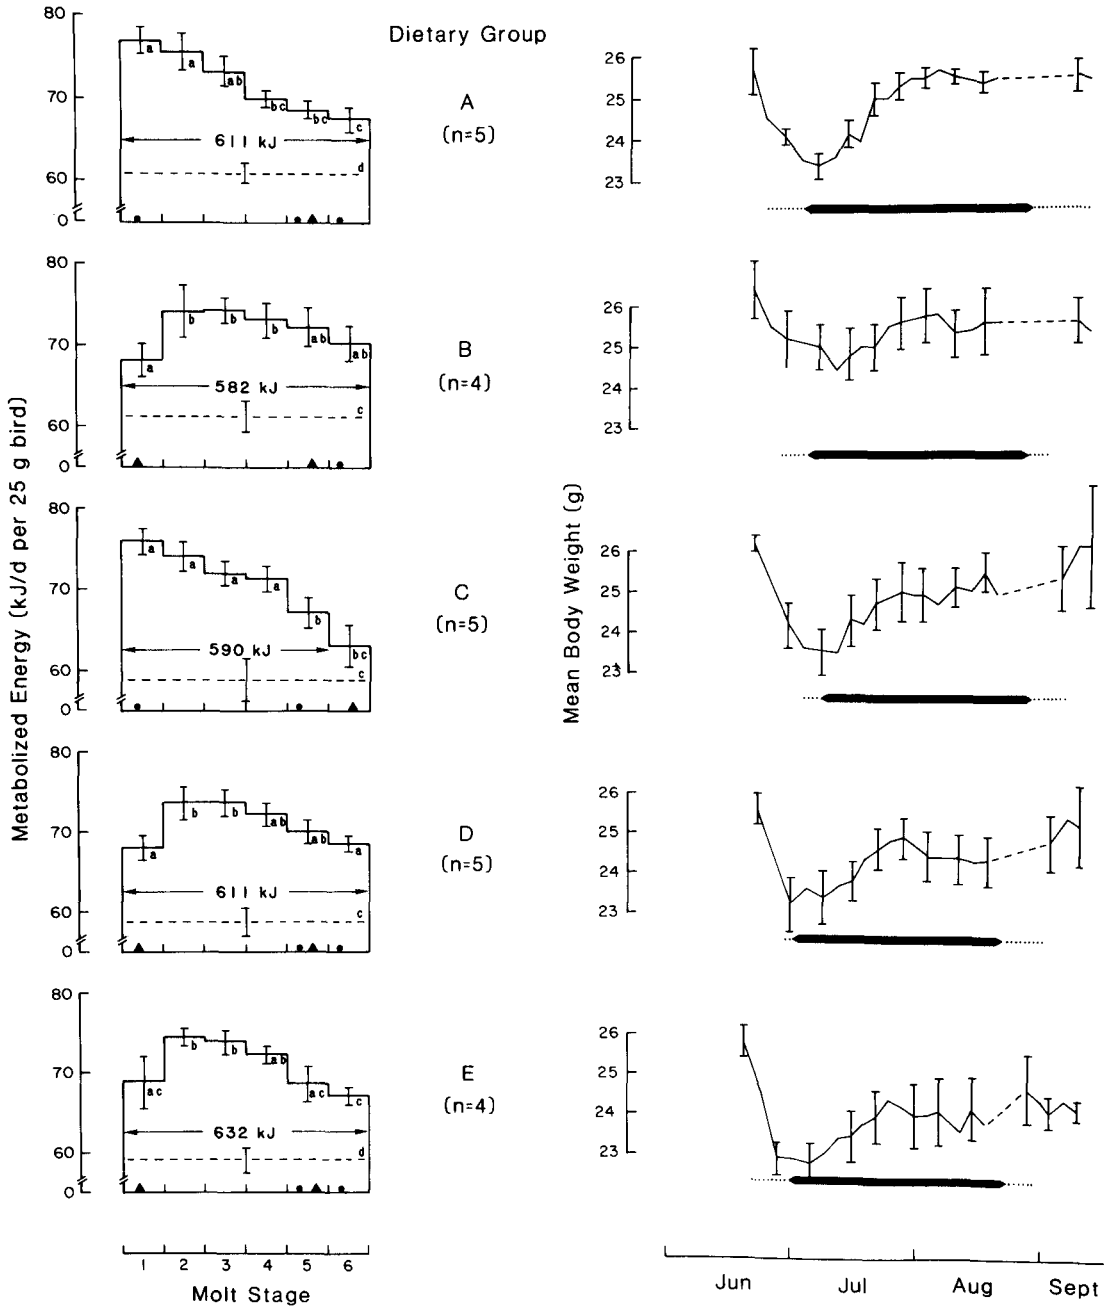 Dietary Group
Metabolized Energy (kJ/d per 25 g bird)
Mean Body Weight (g)
80
70
60
0
a
a
ab
bc
bc
c
611 kJ
d
A
(n=5)
26
25
24
23
80
70
60
0
a
b
b
b
ab
ab
582 kJ
c
B
(n=4)
26
25
24
23
80
70
60
0
a
a
a
a
b
bc
590 kJ
c
C
(n=5)
26
25
24
23
80
70
60
0
a
b
b
ab
ab
a
611 kJ
c
D
(n=5)
26
25
24
23
80
70
60
0
ac
b
b
ab
ac
c
632 kJ
d
E
(n=4)
26
25
24
23
1 2 3 4 5 6
Molt Stage
Jun Jul Aug Sept